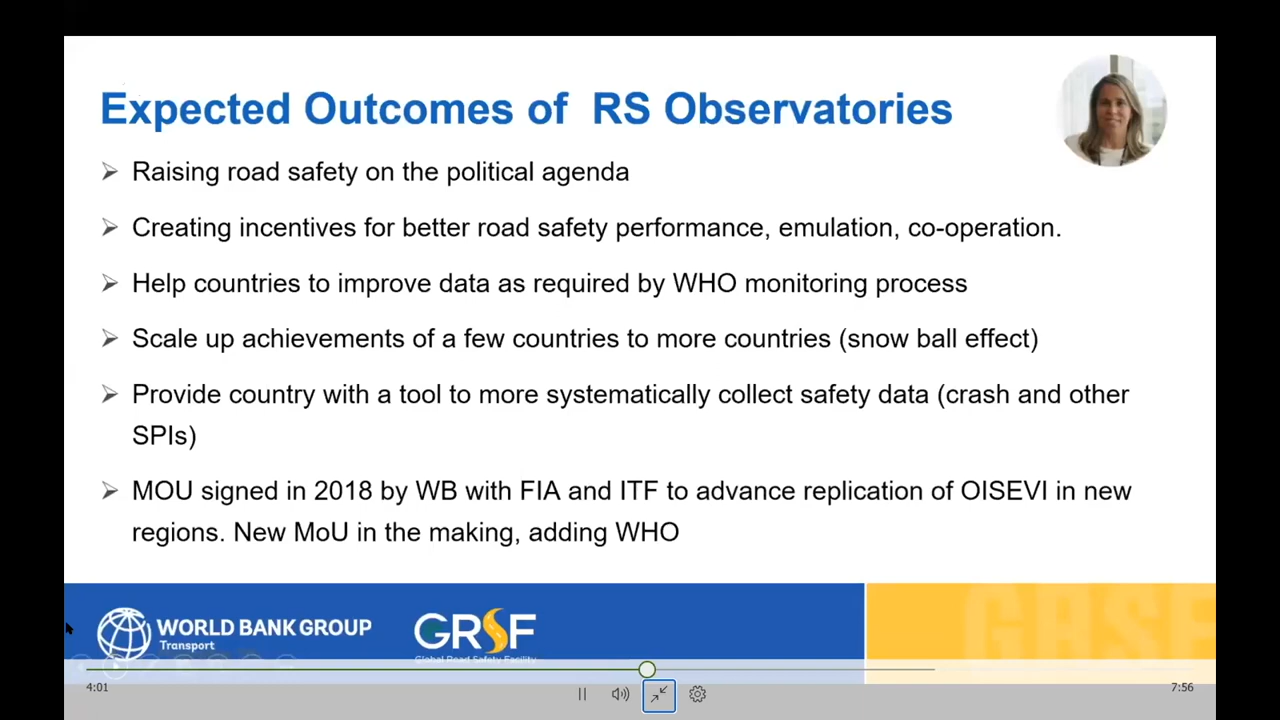 Expected Outcomes of  RS Observatories
Raising road safety on the political agenda
Creating incentives for better road safety performance, emulation, co-operation.
Help countries to improve data as required by WHO monitoring process
Scale up achievements of a few countries to more countries (snow ball effect)
Provide country with a tool to more systematically collect safety data (crash and other
SPIs)
MOU signed in 2018 by WB with FIA and ITF to advance replication of OISEVI in new
regions. New MoU in the making, adding WHO
WORLD BANK GROUP
Transport
GRSF
Global Road Safety Facility
GRSF
4:01
7:56